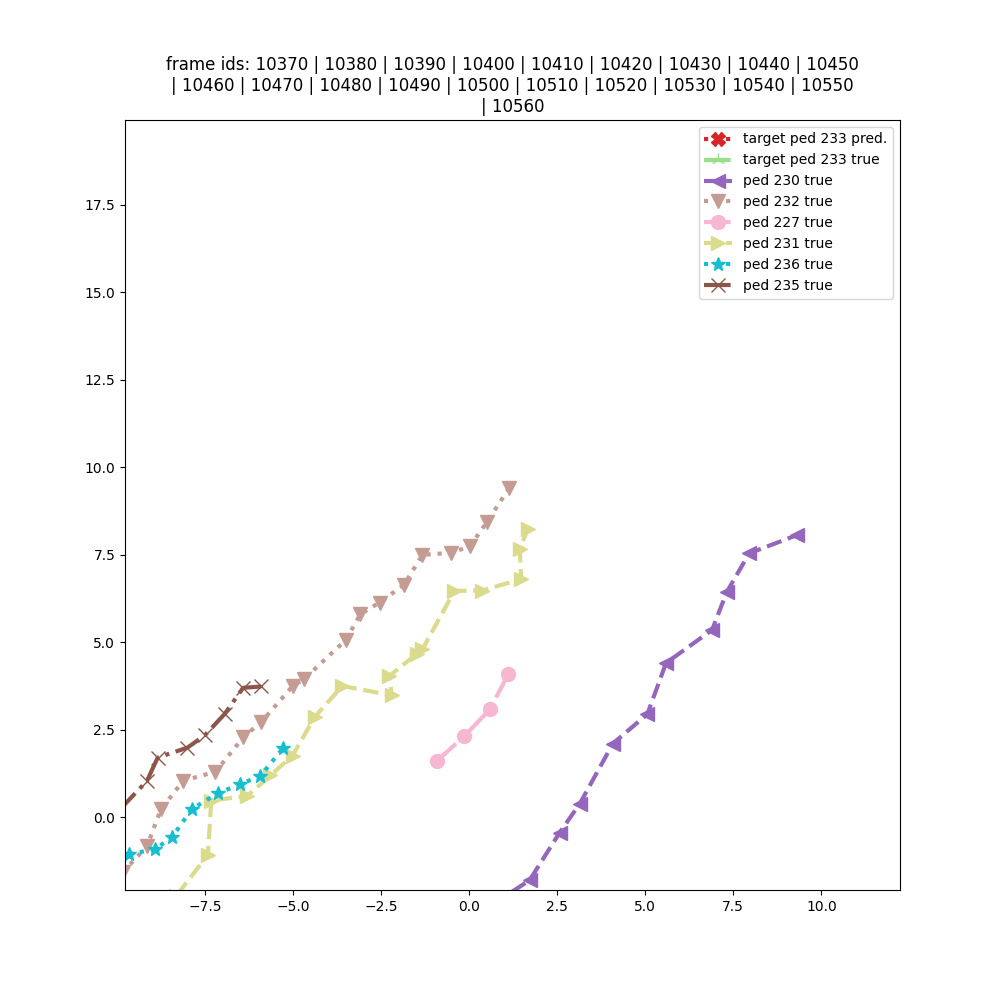 frame ids: 10370 | 10380 | 10390 | 10400 | 10410 | 10420 | 10430 | 10440 | 10450
| 10460 | 10470 | 10480 | 10490 | 10500 | 10510 | 10520 | 10530 | 10540 | 10550
| 10560
target ped 233 pred.
target ped 233 true
ped 230 true
ped 232 true
ped 227 true
ped 231 true
ped 236 true
ped 235 true
17.5
15.0
12.5
10.0
7.5
5.0
2.5
0.0
−7.5 −5.0 −2.5 0.0 2.5 5.0 7.5 10.0